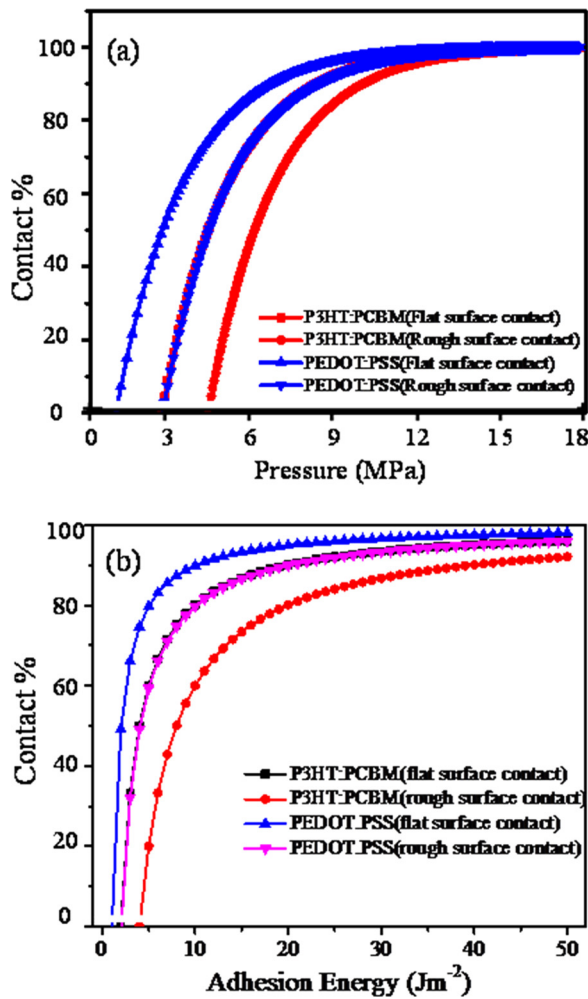 (a)
100
80
60
40
20
0
Contact %
P3HT:PCBM(Flat surface contact)
P3HT:PCBM(Rough surface contact)
PEDOT:PSS(Flat surface contact)
PEDOT:PSS(Rough surface contact)
0 3 6 9 12 15 18
Pressure (MPa)
(b)
100
80
60
40
20
0
Contact %
P3HT:PCBM(flat surface contact)
P3HT:PCBM(rough surface contact)
PEDOT:PSS(flat surface contact)
PEDOT:PSS(rough surface contact)
0 10 20 30 40 50
Adhesion Energy (Jm⁻²)